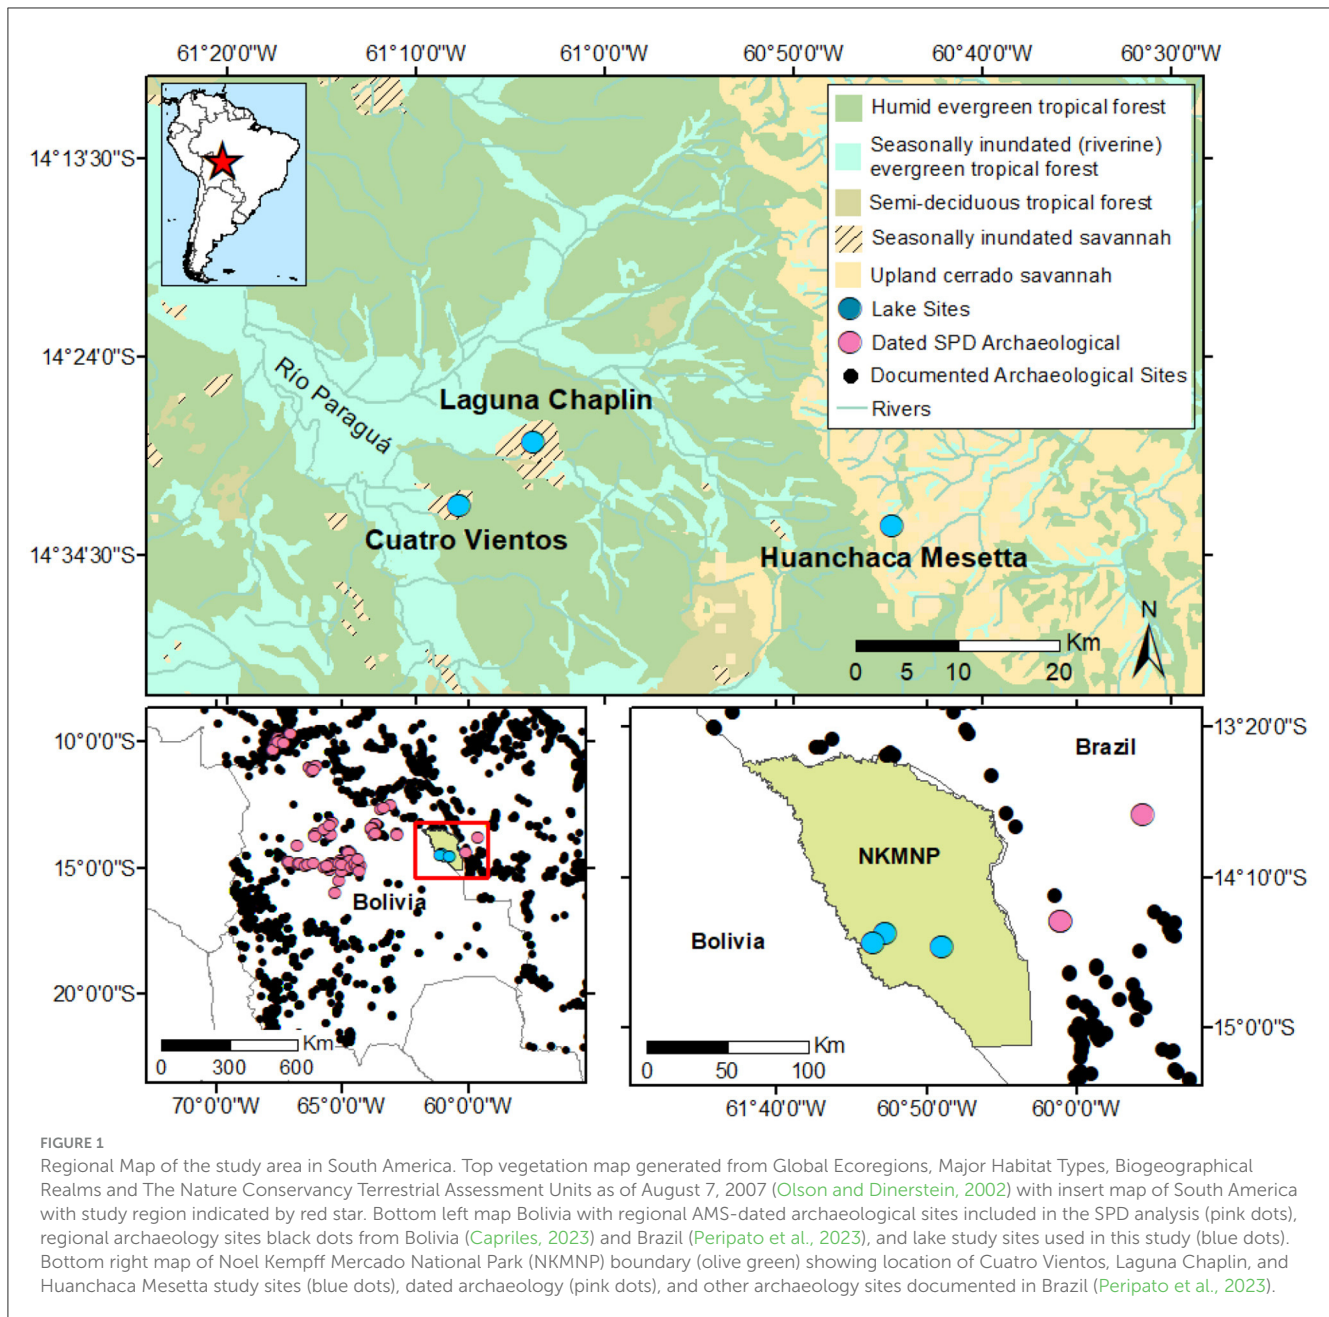 61°20'0"W 61°10'0"W 61°0'0"W 60°50'0"W 60°40'0"W 60°30'0"W
14°13'30"S
14°24'0"S
14°34'30"S
Humid evergreen tropical forest
Seasonally inundated (riverine)
evergreen tropical forest
Semi-deciduous tropical forest
Seasonally inundated savannah
Upland cerrado savannah
Lake Sites
Dated SPD Archaeological
Documented Archaeological Sites
Rivers
Río Paraguá
Laguna Chaplin
Cuatro Vientos
Huanchaca Mesetta
N
Km
0 5 10 20
10°0'0"S
15°0'0"S
20°0'0"S
Bolivia
Km
0 300 600
70°0'0"W 65°0'0"W 60°0'0"W
Brazil
NKMNP
Bolivia
13°20'0"S
14°10'0"S
15°0'0"S
Km
0 50 100
61°40'0"W 60°50'0"W 60°0'0"W
FIGURE 1
Regional Map of the study area in South America. Top vegetation map generated from Global Ecoregions, Major Habitat Types, Biogeographical
Realms and The Nature Conservancy Terrestrial Assessment Units as of August 7, 2007 (Olson and Dinerstein, 2002) with insert map of South America
with study region indicated by red star. Bottom left map Bolivia with regional AMS-dated archaeological sites included in the SPD analysis (pink dots),
regional archaeology sites black dots from Bolivia (Capriles, 2023) and Brazil (Peripato et al., 2023), and lake study sites used in this study (blue dots).
Bottom right map of Noel Kempff Mercado National Park (NKMNP) boundary (olive green) showing location of Cuatro Vientos, Laguna Chaplin, and
Huanchaca Mesetta study sites (blue dots), dated archaeology (pink dots), and other archaeology sites documented in Brazil (Peripato et al., 2023).